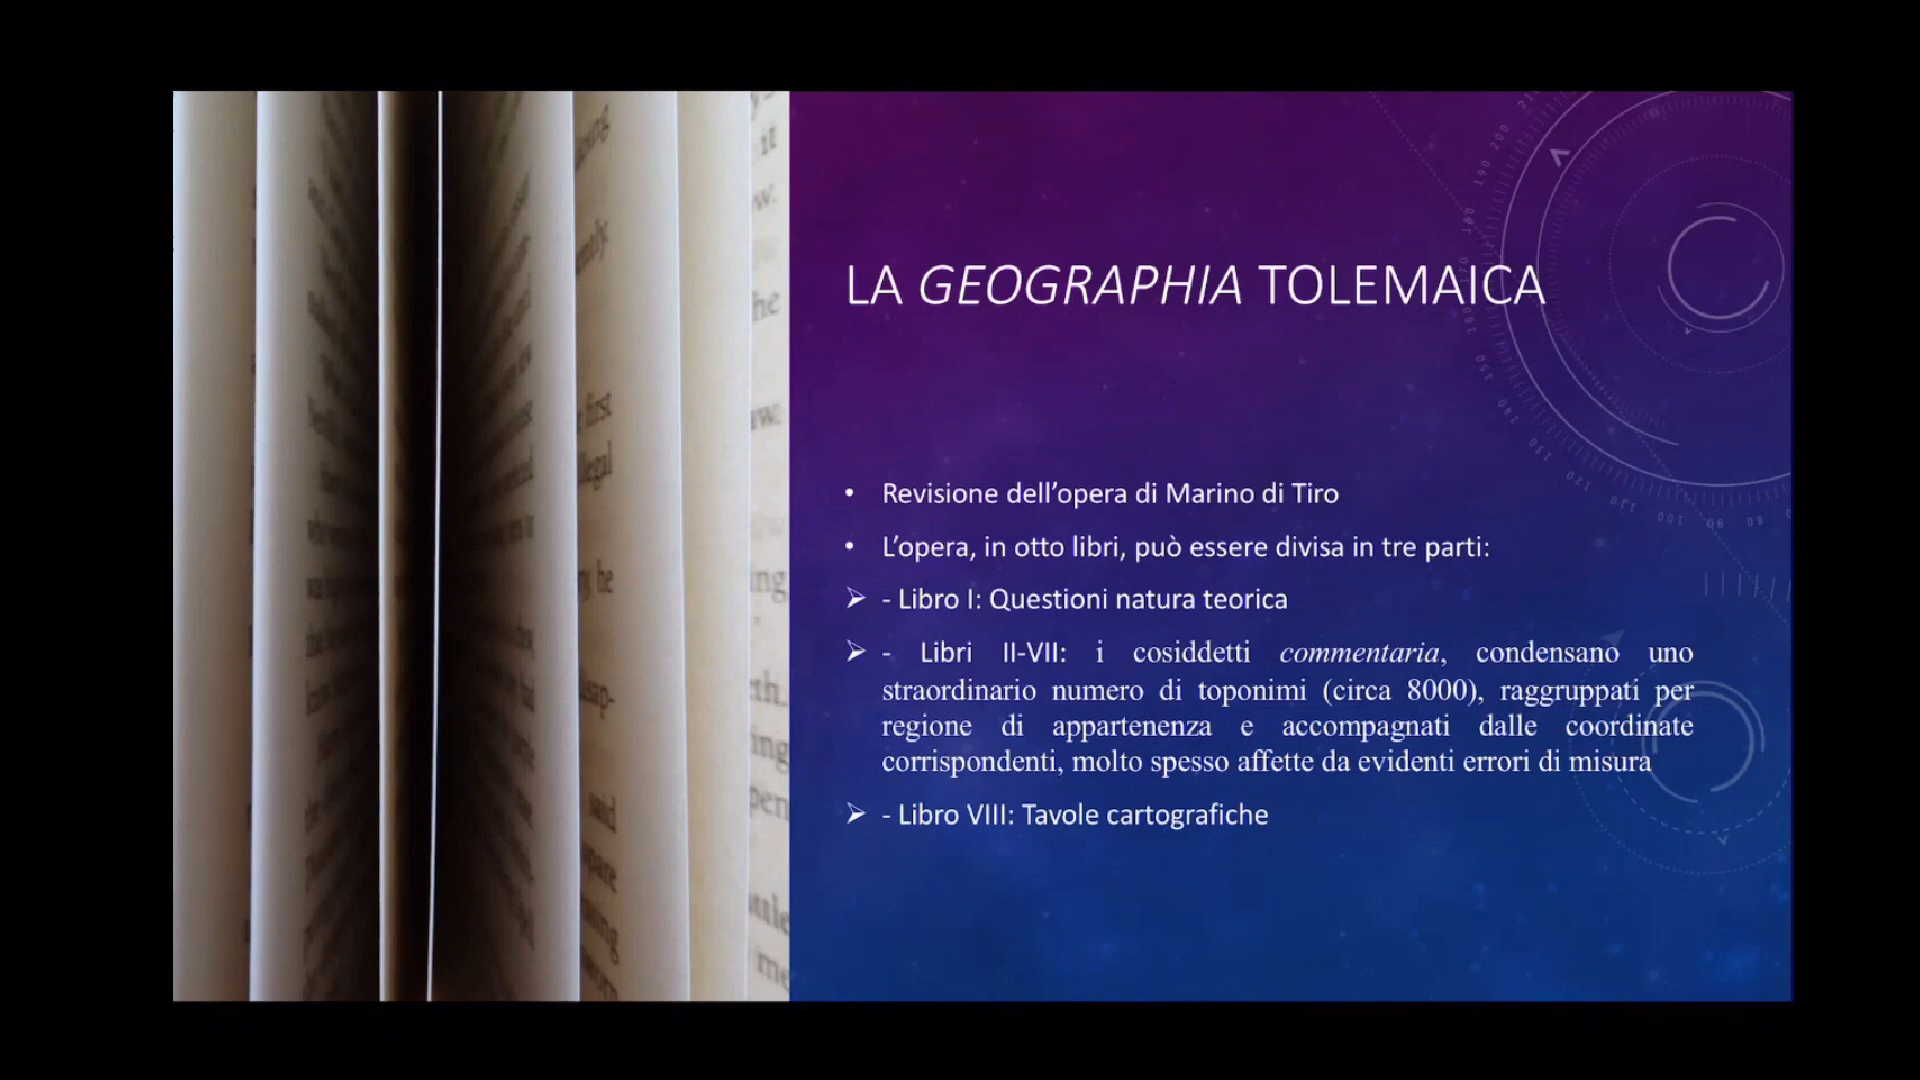 LA GEOGRAPHIA TOLEMAICA
• Revisione dell'opera di Marino di Tiro
• L'opera, in otto libri, può essere divisa in tre parti:
➢ - Libro I: Questioni natura teorica
➢ - Libri II-VII: i cosiddetti commentaria, condensano uno
straordinario numero di toponimi (circa 8000), raggruppati per
regione di appartenenza e accompagnati dalle coordinate
corrispondenti, molto spesso affette da evidenti errori di misura
➢ - Libro VIII: Tavole cartografiche
first
he
said